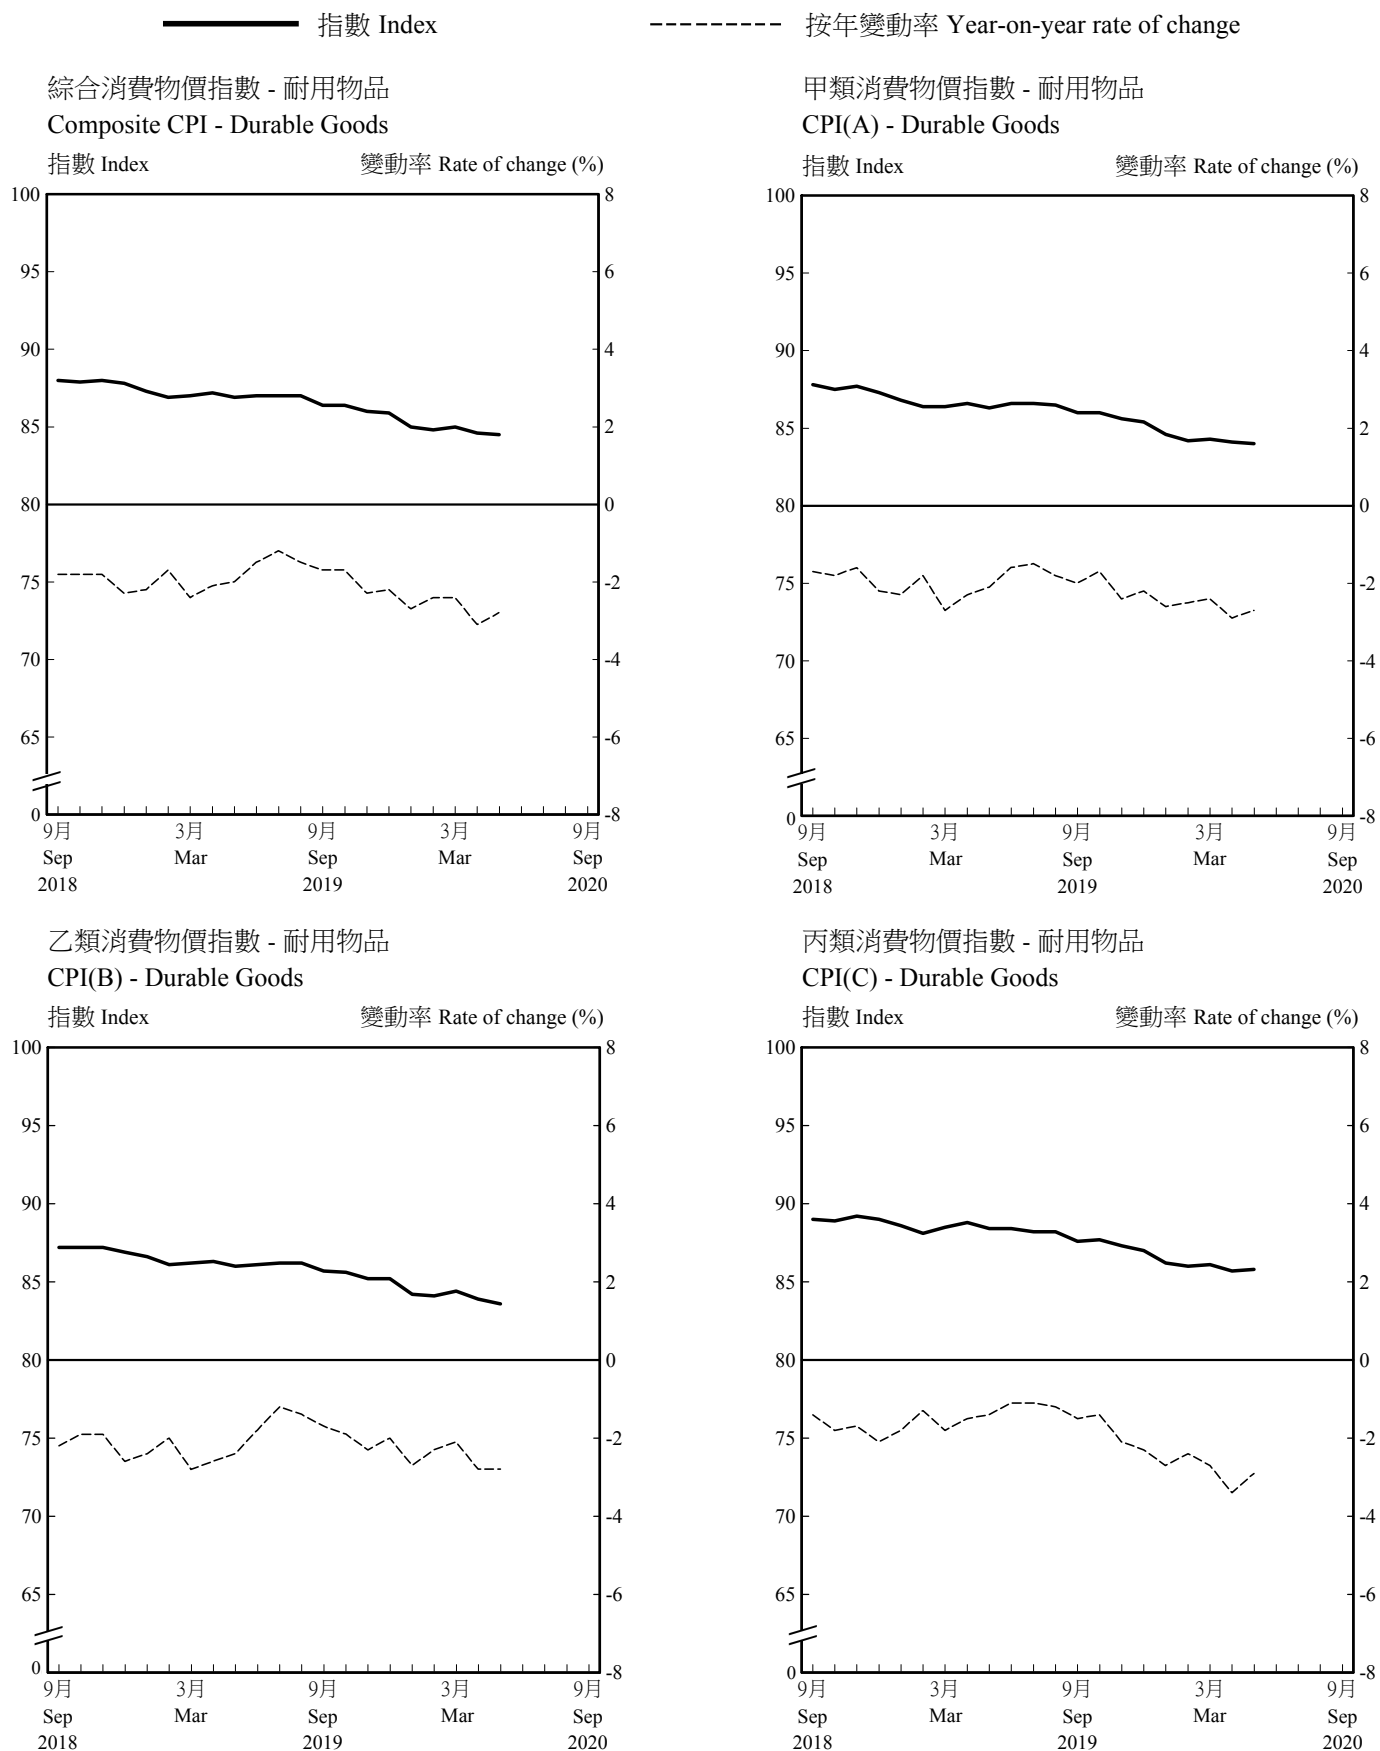 指數 Index
按年變動率 Year-on-year rate of change
綜合消費物價指數 - 耐用物品
Composite CPI - Durable Goods
指數 Index 變動率 Rate of change (%)
100 8
95 6
90 4
85 2
80 0
75 -2
70 -4
65 -6
0 -8
9月 3月 9月 3月 9月
Sep Mar Sep Mar Sep
2018 2019 2020
甲類消費物價指數 - 耐用物品
CPI(A) - Durable Goods
指數 Index 變動率 Rate of change (%)
100 8
95 6
90 4
85 2
80 0
75 -2
70 -4
65 -6
0 -8
9月 3月 9月 3月 9月
Sep Mar Sep Mar Sep
2018 2019 2020
乙類消費物價指數 - 耐用物品
CPI(B) - Durable Goods
指數 Index 變動率 Rate of change (%)
100 8
95 6
90 4
85 2
80 0
75 -2
70 -4
65 -6
0 -8
9月 3月 9月 3月 9月
Sep Mar Sep Mar Sep
2018 2019 2020
丙類消費物價指數 - 耐用物品
CPI(C) - Durable Goods
指數 Index 變動率 Rate of change (%)
100 8
95 6
90 4
85 2
80 0
75 -2
70 -4
65 -6
0 -8
9月 3月 9月 3月 9月
Sep Mar Sep Mar Sep
2018 2019 2020